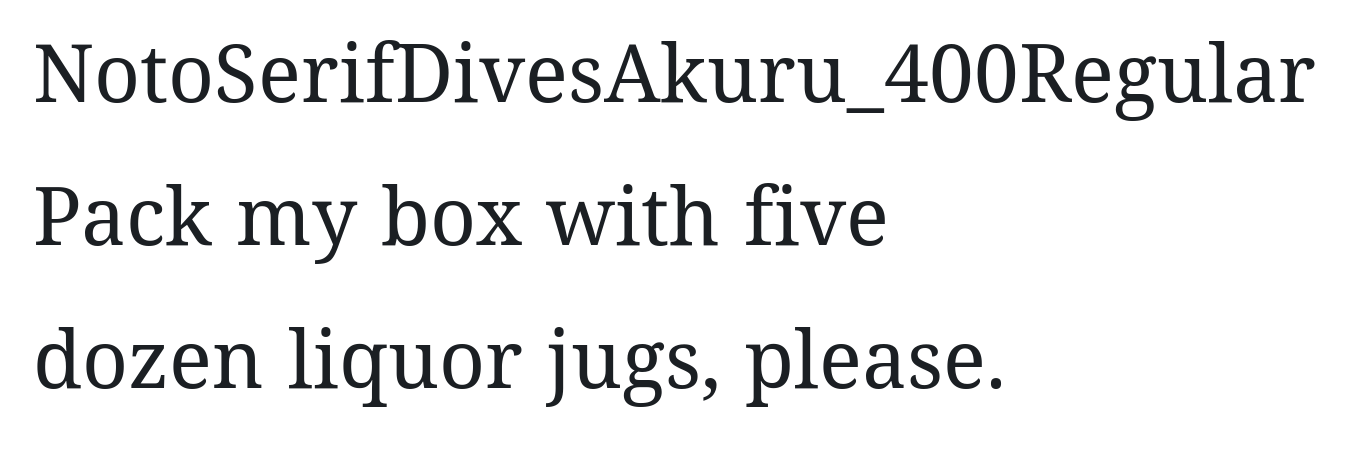 NotoSerifDivesAkuru_400Regular
Pack my box with five
dozen liquor jugs, please.